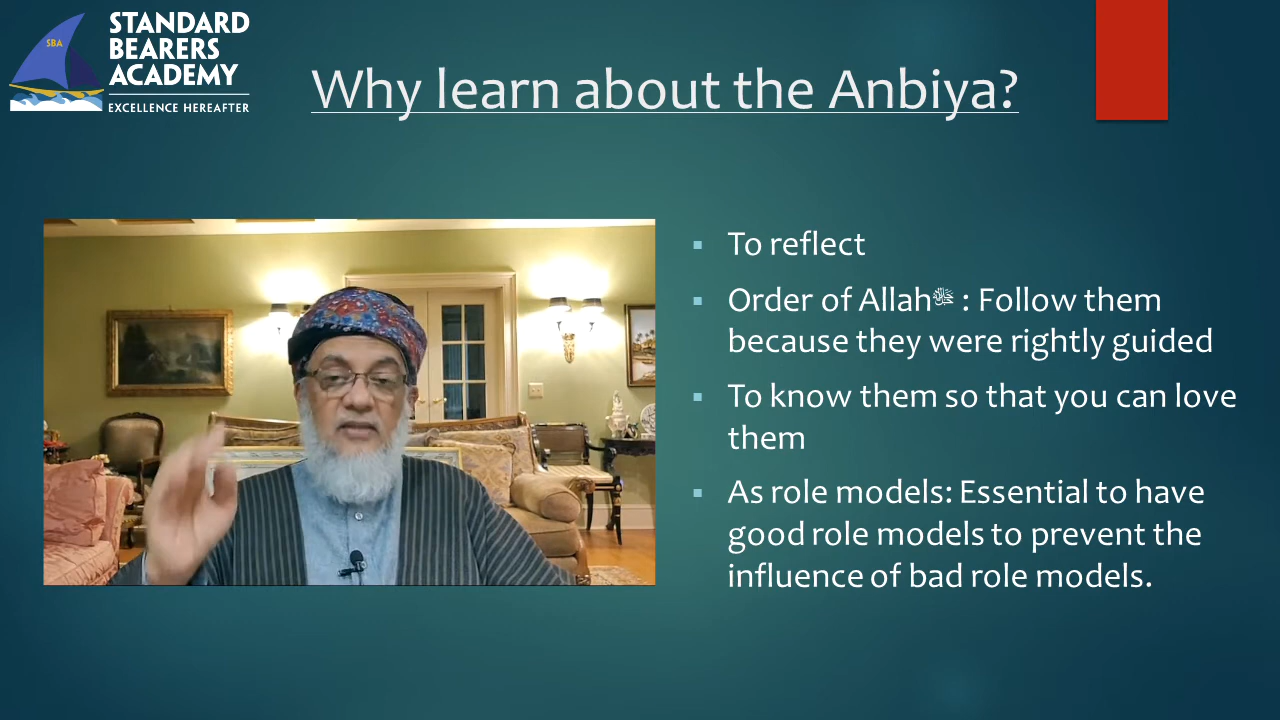 STANDARD
BEARERS
ACADEMY
EXCELLENCE HEREAFTER
SBA
Why learn about the Anbiya?
To reflect
Order of Allahﷻ : Follow them
because they were rightly guided
To know them so that you can love
them
As role models: Essential to have
good role models to prevent the
influence of bad role models.